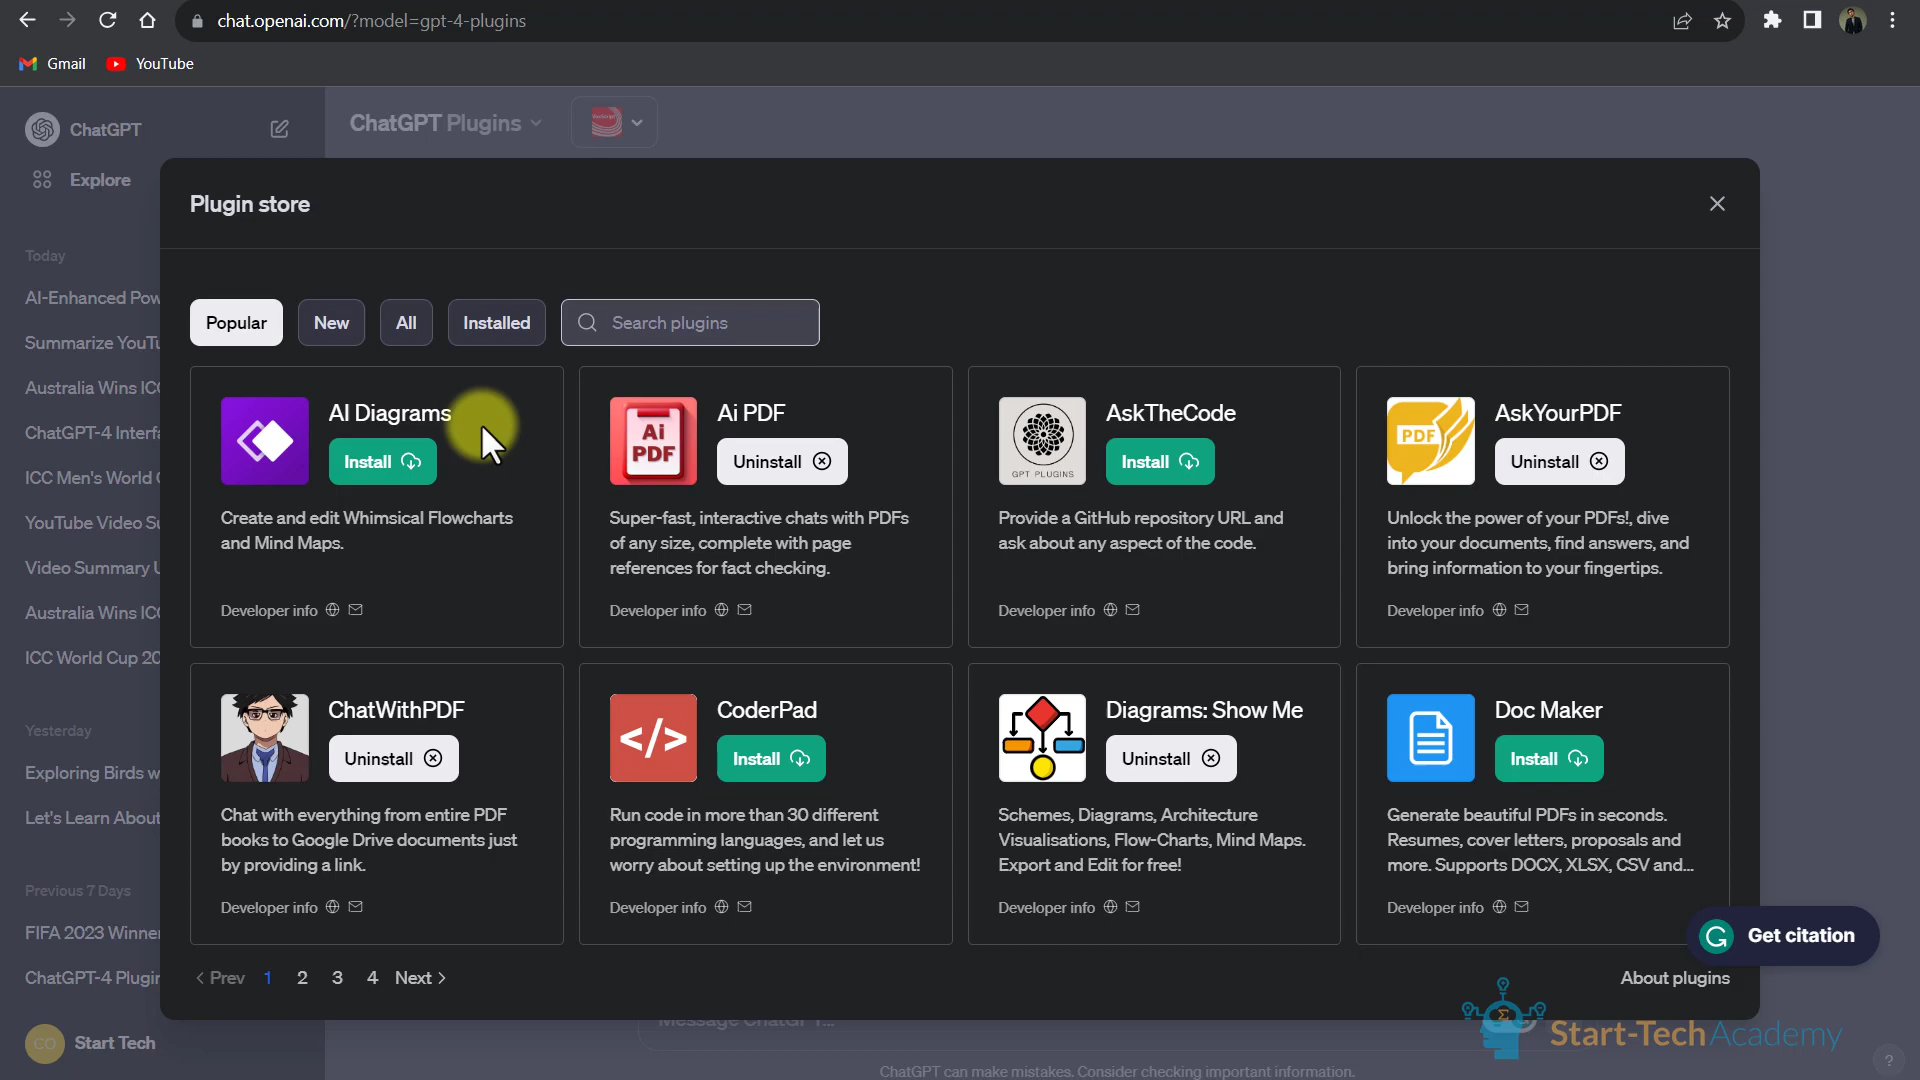 chat.openai.com/?model=gpt-4-plugins
Gmail
YouTube
ChatGPT
ChatGPT Plugins
Explore
Plugin store
Today
AI-Enhanced Pow
Summarize YouTu
Australia Wins ICC
ChatGPT-4 Interfa
ICC Men's World C
YouTube Video Su
Video Summary U
Australia Wins ICC
ICC World Cup 20
Yesterday
Exploring Birds w
Let's Learn About
Previous 7 Days
FIFA 2023 Winner
ChatGPT-4 Plugin
CO
Start Tech
Popular
New
All
Installed
Search plugins
AI Diagrams
Install
Create and edit Whimsical Flowcharts
and Mind Maps.
Developer info
Ai
PDF
Ai PDF
Uninstall
Super-fast, interactive chats with PDFs
of any size, complete with page
references for fact checking.
Developer info
GPT PLUGINS
AskTheCode
Install
Provide a GitHub repository URL and
ask about any aspect of the code.
Developer info
PDF
AskYourPDF
Uninstall
Unlock the power of your PDFs!, dive
into your documents, find answers, and
bring information to your fingertips.
Developer info
ChatWithPDF
Uninstall
Chat with everything from entire PDF
books to Google Drive documents just
by providing a link.
Developer info
</>
CoderPad
Install
Run code in more than 30 different
programming languages, and let us
worry about setting up the environment!
Developer info
Diagrams: Show Me
Uninstall
Schemes, Diagrams, Architecture
Visualisations, Flow-Charts, Mind Maps.
Export and Edit for free!
Developer info
Doc Maker
Install
Generate beautiful PDFs in seconds.
Resumes, cover letters, proposals and
more. Supports DOCX, XLSX, CSV and...
Developer info
Get citation
Prev
1
2
3
4
Next
About plugins
Message ChatGPT...
Σ
Start-Tech Academy
ChatGPT can make mistakes. Consider checking important information.
?